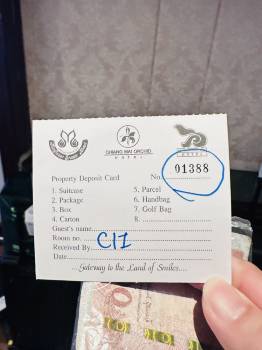 CHIANG MAI ORCHID
HOTEL
HOTEL
Property Deposit Card No. 01388
1. Suitcase 5. Parcel
2. Package 6. Handbag
3. Box 7. Golf Bag
4. Carton 8.
Guest's name
Room no. C11
Received By
Date
...Gateway to the Land of Smiles...